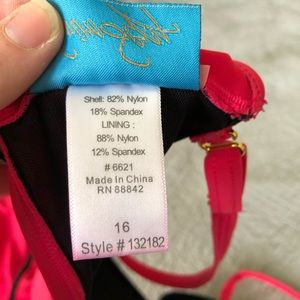 Shell: 82% Nylon
18% Spandex
LINING :
88% Nylon
12% Spandex
# 6621
Made in China
RN 88842
16
Style # 132182